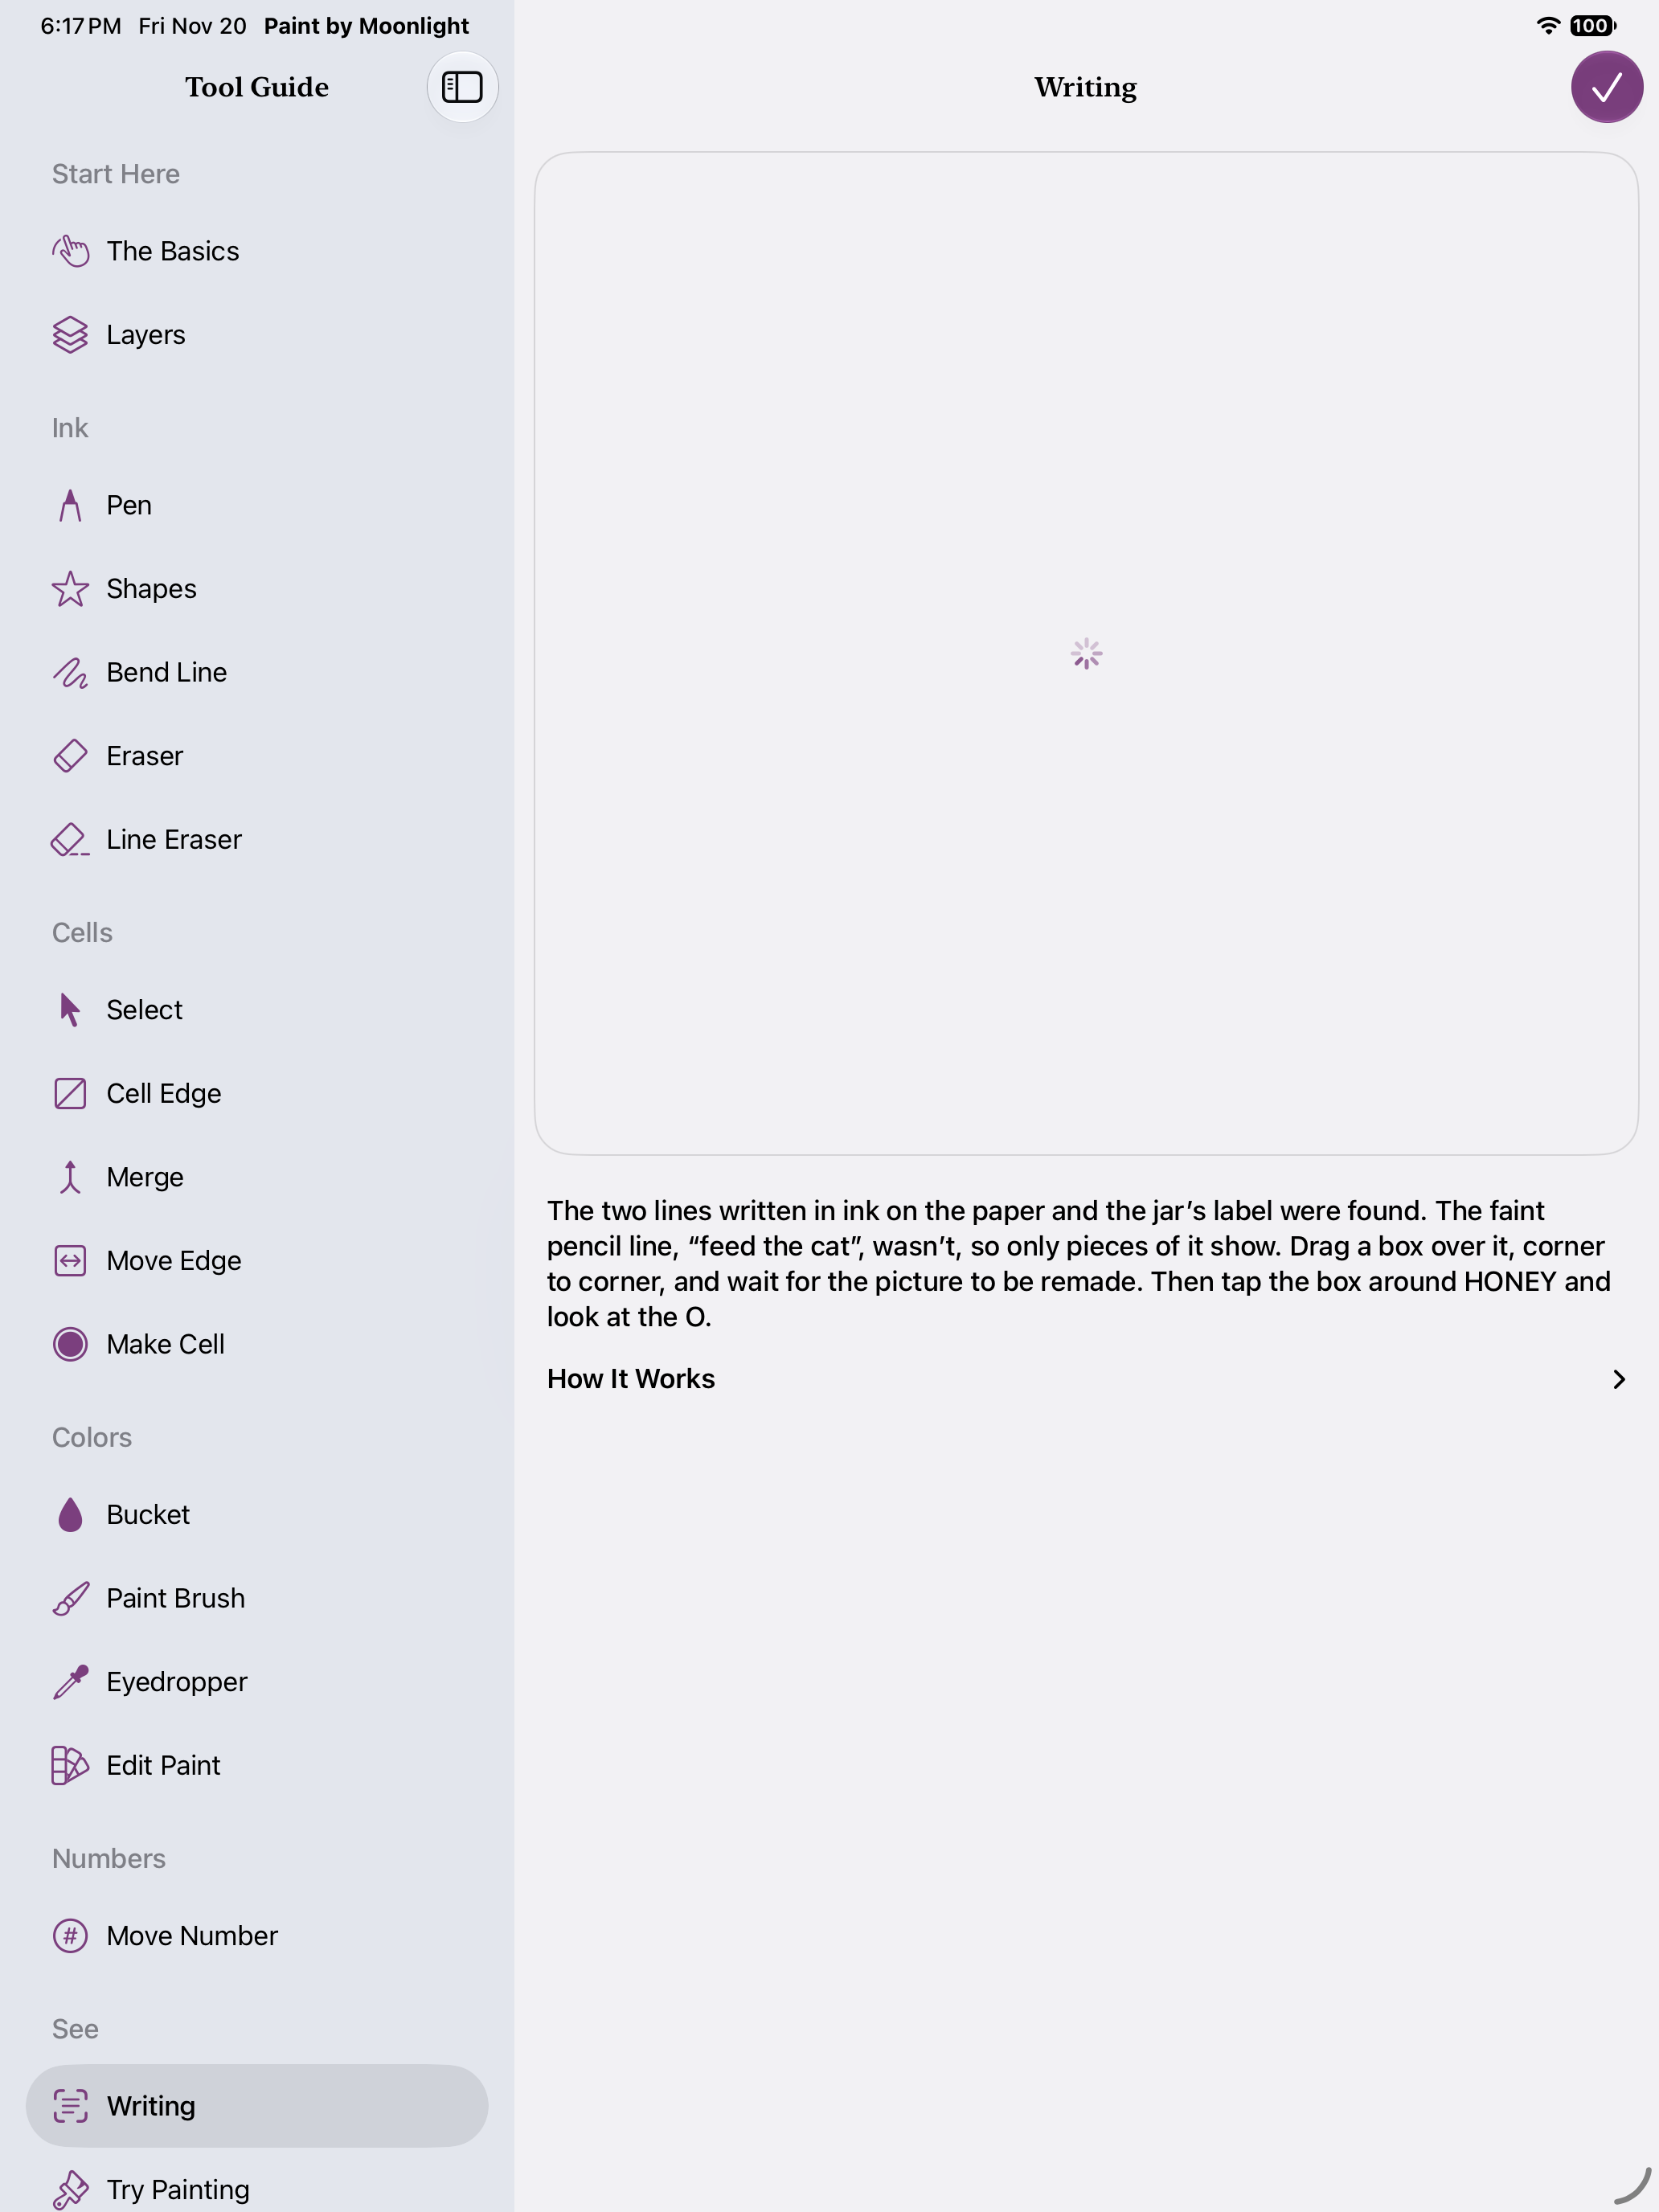 6:17 PM Fri Nov 20 Paint by Moonlight
100
Tool Guide
Start Here
The Basics
Layers
Ink
Pen
Shapes
Bend Line
Eraser
Line Eraser
Cells
Select
Cell Edge
Merge
Move Edge
Make Cell
Colors
Bucket
Paint Brush
Eyedropper
Edit Paint
Numbers
#
Move Number
See
Writing
Try Painting
Writing
The two lines written in ink on the paper and the jar’s label were found. The faint
pencil line, “feed the cat”, wasn’t, so only pieces of it show. Drag a box over it, corner
to corner, and wait for the picture to be remade. Then tap the box around HONEY and
look at the O.
How It Works